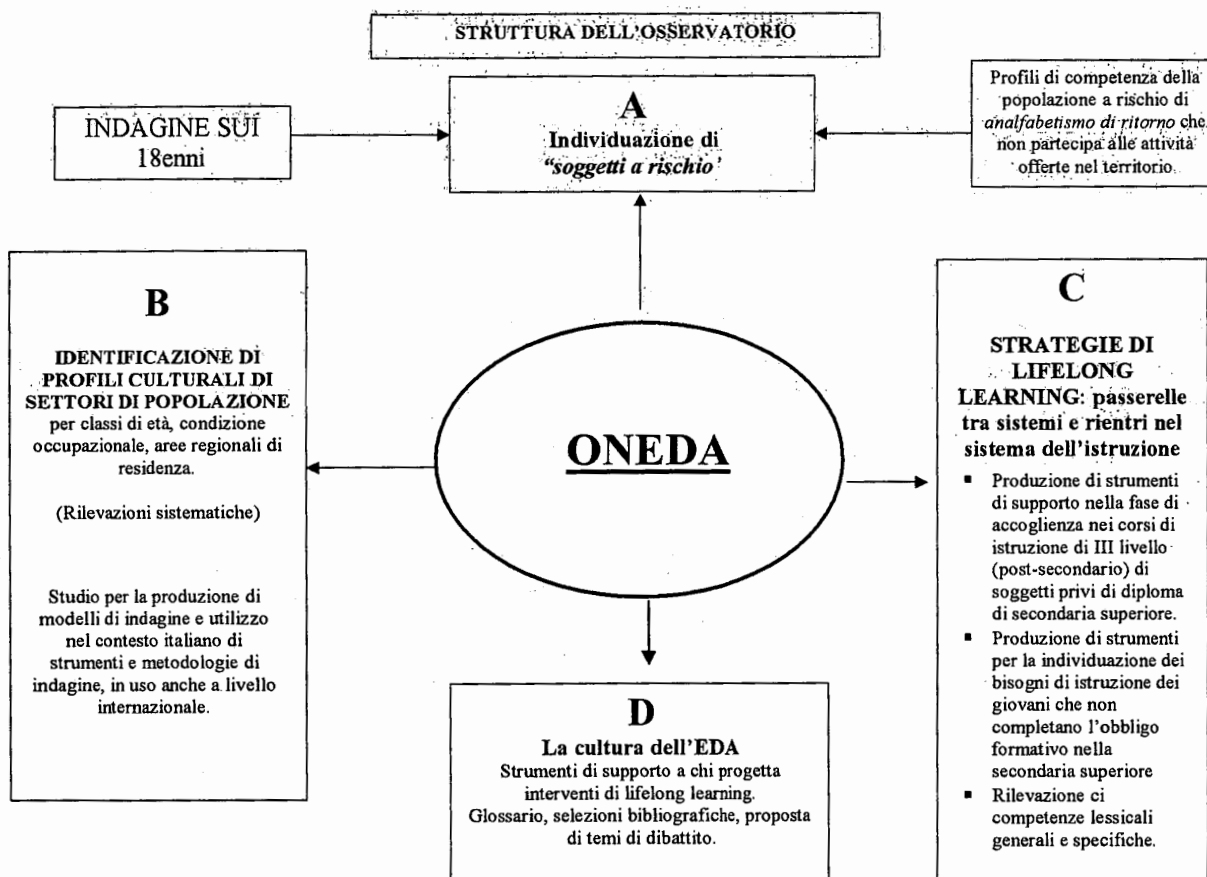 STRUTTURA DELL'OSSERVATORIO
INDAGINE SUI
18enni
A
Individuazione di
"soggetti a rischio'
Profili di competenza della
popolazione a rischio di
analfabetismo di ritorno che
non partecipa alle attività
offerte nel territorio.
B
IDENTIFICAZIONE DI
PROFILI CULTURALI DI
SETTORI DI POPOLAZIONE
per classi di età, condizione
occupazionale, aree regionali di
residenza.
(Rilevazioni sistematiche)
Studio per la produzione di
modelli di indagine e utilizzo
nel contesto italiano di
strumenti e metodologie di
indagine, in uso anche a livello
internazionale.
ONEDA
C
STRATEGIE DI
LIFELONG
LEARNING: passerelle
tra sistemi e rientri nel
sistema dell'istruzione
▪ Produzione di strumenti
di supporto nella fase di
accoglienza nei corsi di
istruzione di III livello
(post-secondario) di
soggetti privi di diploma
di secondaria superiore.
▪ Produzione di strumenti
per la individuazione dei
bisogni di istruzione dei
giovani che non
completano l'obbligo
formativo nella
secondaria superiore
▪ Rilevazione ci
competenze lessicali
generali e specifiche.
D
La cultura dell'EDA
Strumenti di supporto a chi progetta
interventi di lifelong learning.
Glossario, selezioni bibliografiche, proposta
di temi di dibattito.